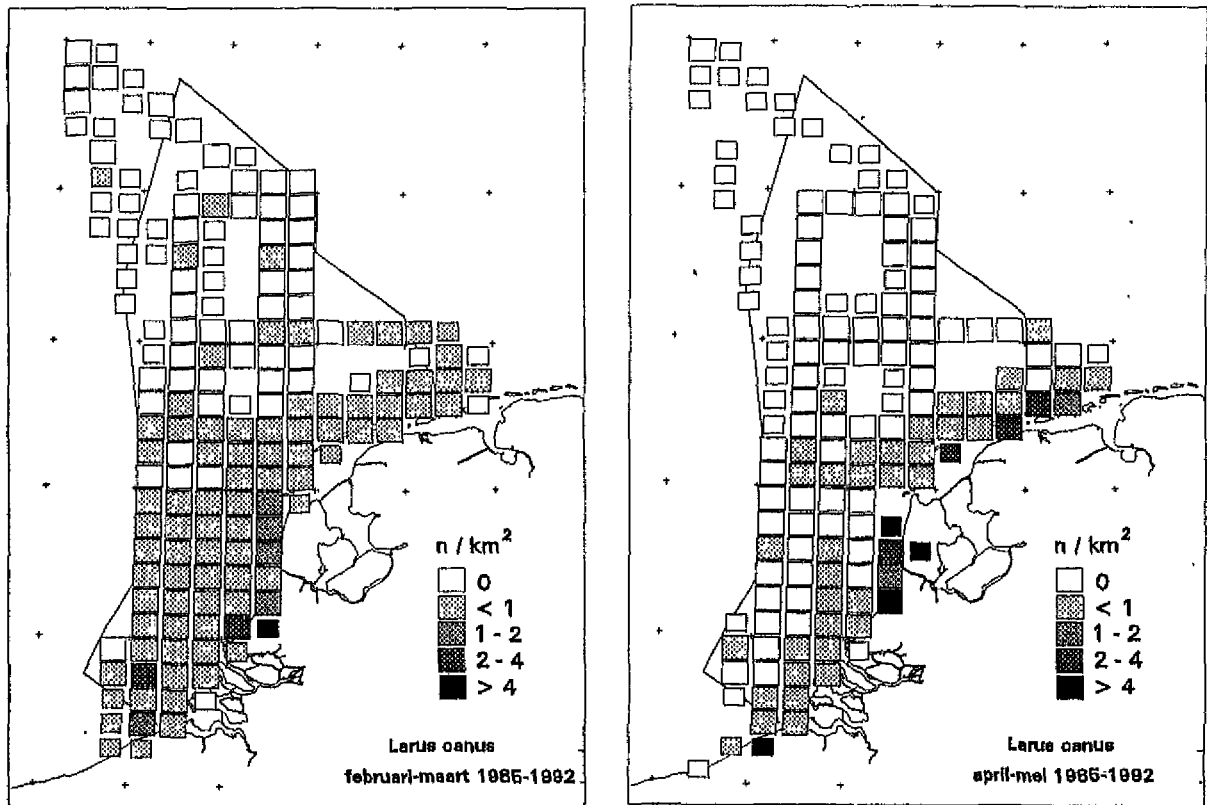 n / km²
0
< 1
1 - 2
2 - 4
> 4
Larus canus
februari-maart 1985-1992
n / km²
0
< 1
1 - 2
2 - 4
> 4
Larus canus
april-mei 1985-1992